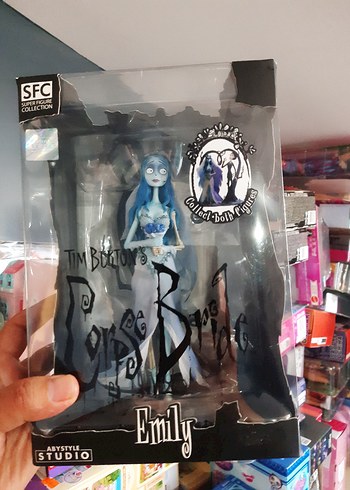 SFC
SUPER FIGURE
COLLECTION
Collect both Figures
TIM BURTON'S
Corpse Bride
Emily
ABYSTYLE
STUDIO